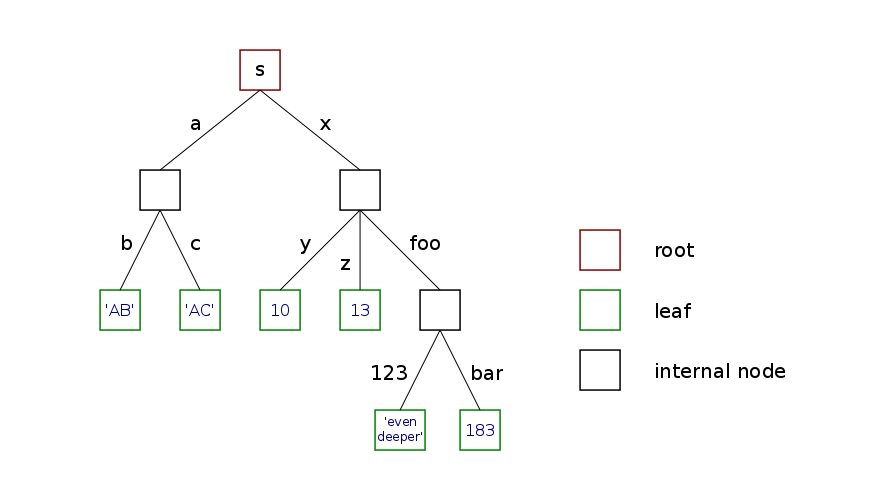 s
a
x
b
c
y
z
foo
'AB'
'AC'
10
13
123
bar
'even
deeper'
183
root
leaf
internal node